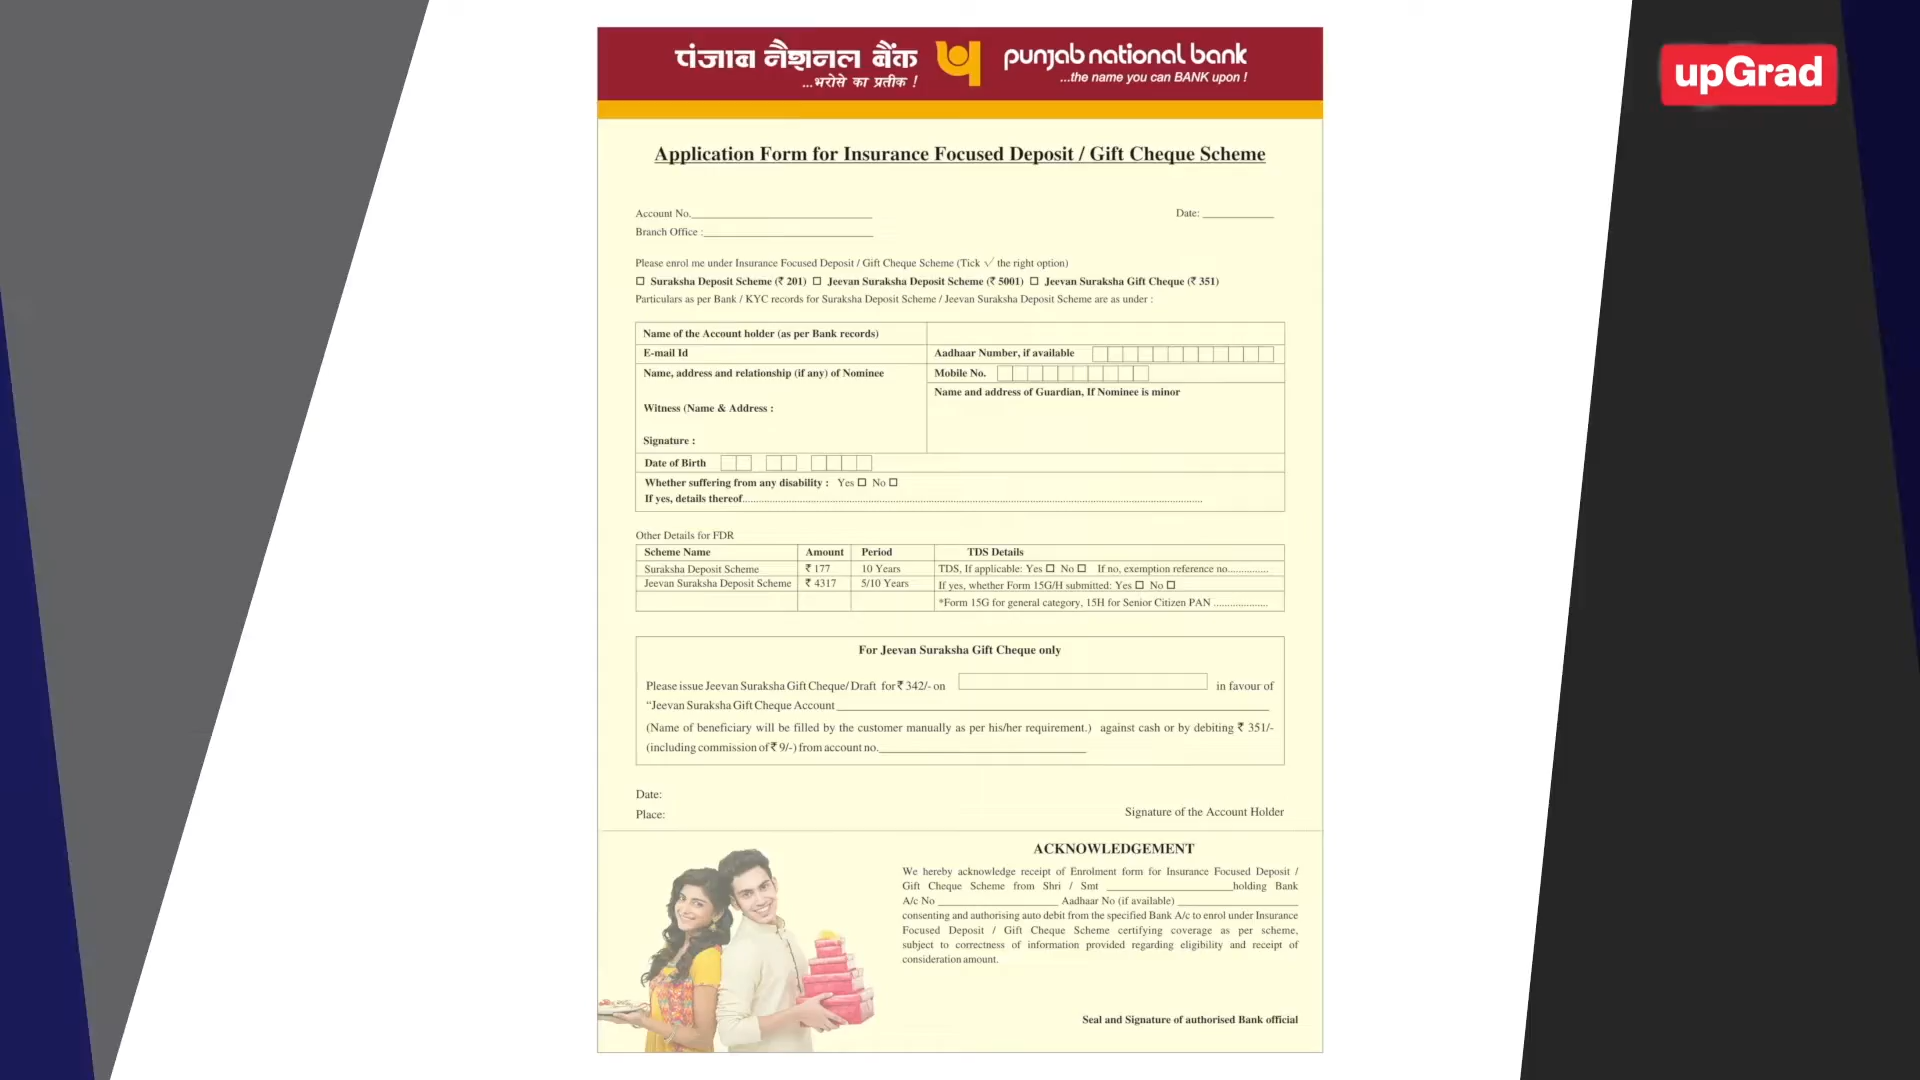 पंजाब नैशनल बैंक
...भरोसे का प्रतीक !
punjab national bank
...the name you can BANK upon !
upGrad
Application Form for Insurance Focused Deposit / Gift Cheque Scheme
Account No.
Date:
Branch Office :
Please enrol me under Insurance Focused Deposit / Gift Cheque Scheme (Tick √ the right option)
☐ Suraksha Deposit Scheme (₹ 201) ☐ Jeevan Suraksha Deposit Scheme (₹ 5001) ☐ Jeevan Suraksha Gift Cheque (₹ 351)
Particulars as per Bank / KYC records for Suraksha Deposit Scheme / Jeevan Suraksha Deposit Scheme are as under :
Name of the Account holder (as per Bank records)
E-mail Id
Aadhaar Number, if available
Name, address and relationship (if any) of Nominee
Mobile No.
Name and address of Guardian, If Nominee is minor
Witness (Name & Address :
Signature :
Date of Birth
Whether suffering from any disability : Yes ☐ No ☐
If yes, details thereof
Other Details for FDR
Scheme Name Amount Period TDS Details
Suraksha Deposit Scheme ₹ 177 10 Years TDS, If applicable: Yes ☐ No ☐ If no, exemption reference no..............
Jeevan Suraksha Deposit Scheme ₹ 4317 5/10 Years If yes, whether Form 15G/H submitted: Yes ☐ No ☐
*Form 15G for general category, 15H for Senior Citizen PAN ....................
For Jeevan Suraksha Gift Cheque only
Please issue Jeevan Suraksha Gift Cheque/ Draft for ₹ 342/- on in favour of
“Jeevan Suraksha Gift Cheque Account
(Name of beneficiary will be filled by the customer manually as per his/her requirement.) against cash or by debiting ₹ 351/-
(including commission of ₹ 9/-) from account no.
Date:
Place:
Signature of the Account Holder
ACKNOWLEDGEMENT
We hereby acknowledge receipt of Enrolment form for Insurance Focused Deposit /
Gift Cheque Scheme from Shri / Smt holding Bank
A/c No Aadhaar No (if available)
consenting and authorising auto debit from the specified Bank A/c to enrol under Insurance
Focused Deposit / Gift Cheque Scheme certifying coverage as per scheme,
subject to correctness of information provided regarding eligibility and receipt of
consideration amount.
Seal and Signature of authorised Bank official